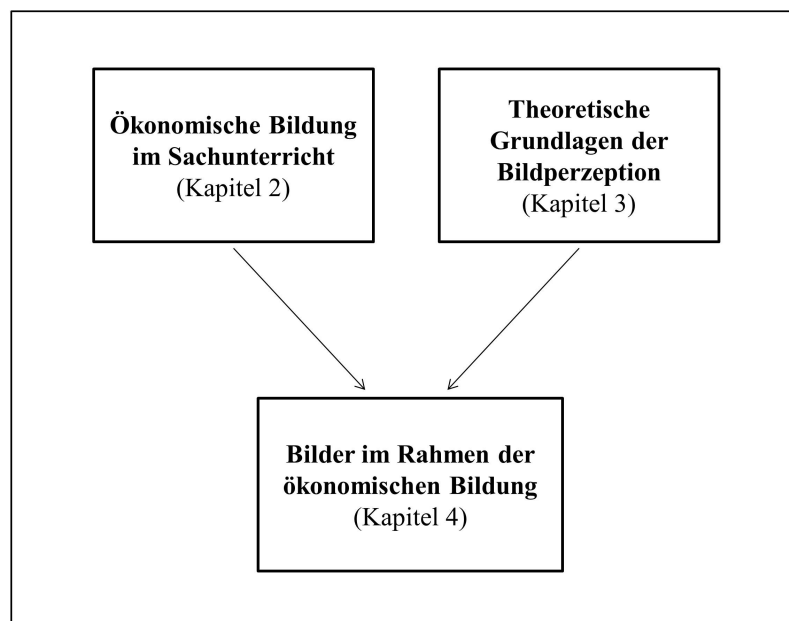 Ökonomische Bildung
im Sachunterricht
(Kapitel 2)
Theoretische
Grundlagen der
Bildperzeption
(Kapitel 3)
Bilder im Rahmen der
ökonomischen Bildung
(Kapitel 4)